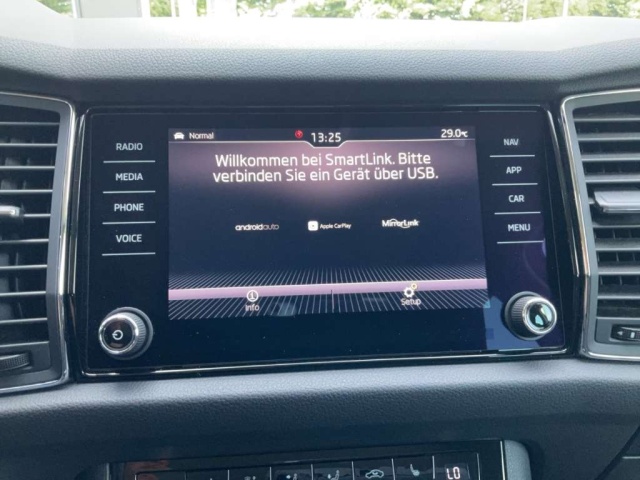 Normal 13:25 29.0°C
Willkommen bei SmartLink. Bitte
verbinden Sie ein Gerät über USB.
androidauto Apple CarPlay MirrorLink
Info Setup
RADIO
MEDIA
PHONE
VOICE
NAV
APP
CAR
MENU
LO